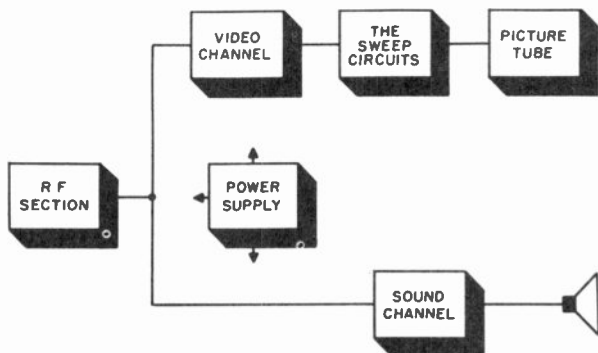 VIDEO
CHANNEL
THE
SWEEP
CIRCUITS
PICTURE
TUBE
R F
SECTION
POWER
SUPPLY
SOUND
CHANNEL